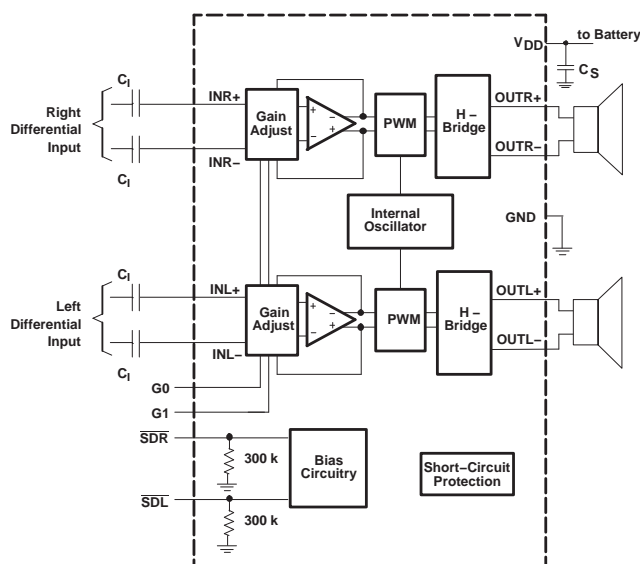 to Battery
VDD
CS
CI
INR+
Gain
Adjust
+
−
−
+
PWM
H −
Bridge
OUTR+
OUTR−
Right
Differential
Input
CI
INR−
Internal
Oscillator
GND
CI
INL+
Gain
Adjust
+
−
−
+
PWM
H −
Bridge
OUTL+
OUTL−
Left
Differential
Input
CI
INL−
G0
G1
SDR
300 k
Bias
Circuitry
Short−Circuit
Protection
SDL
300 k